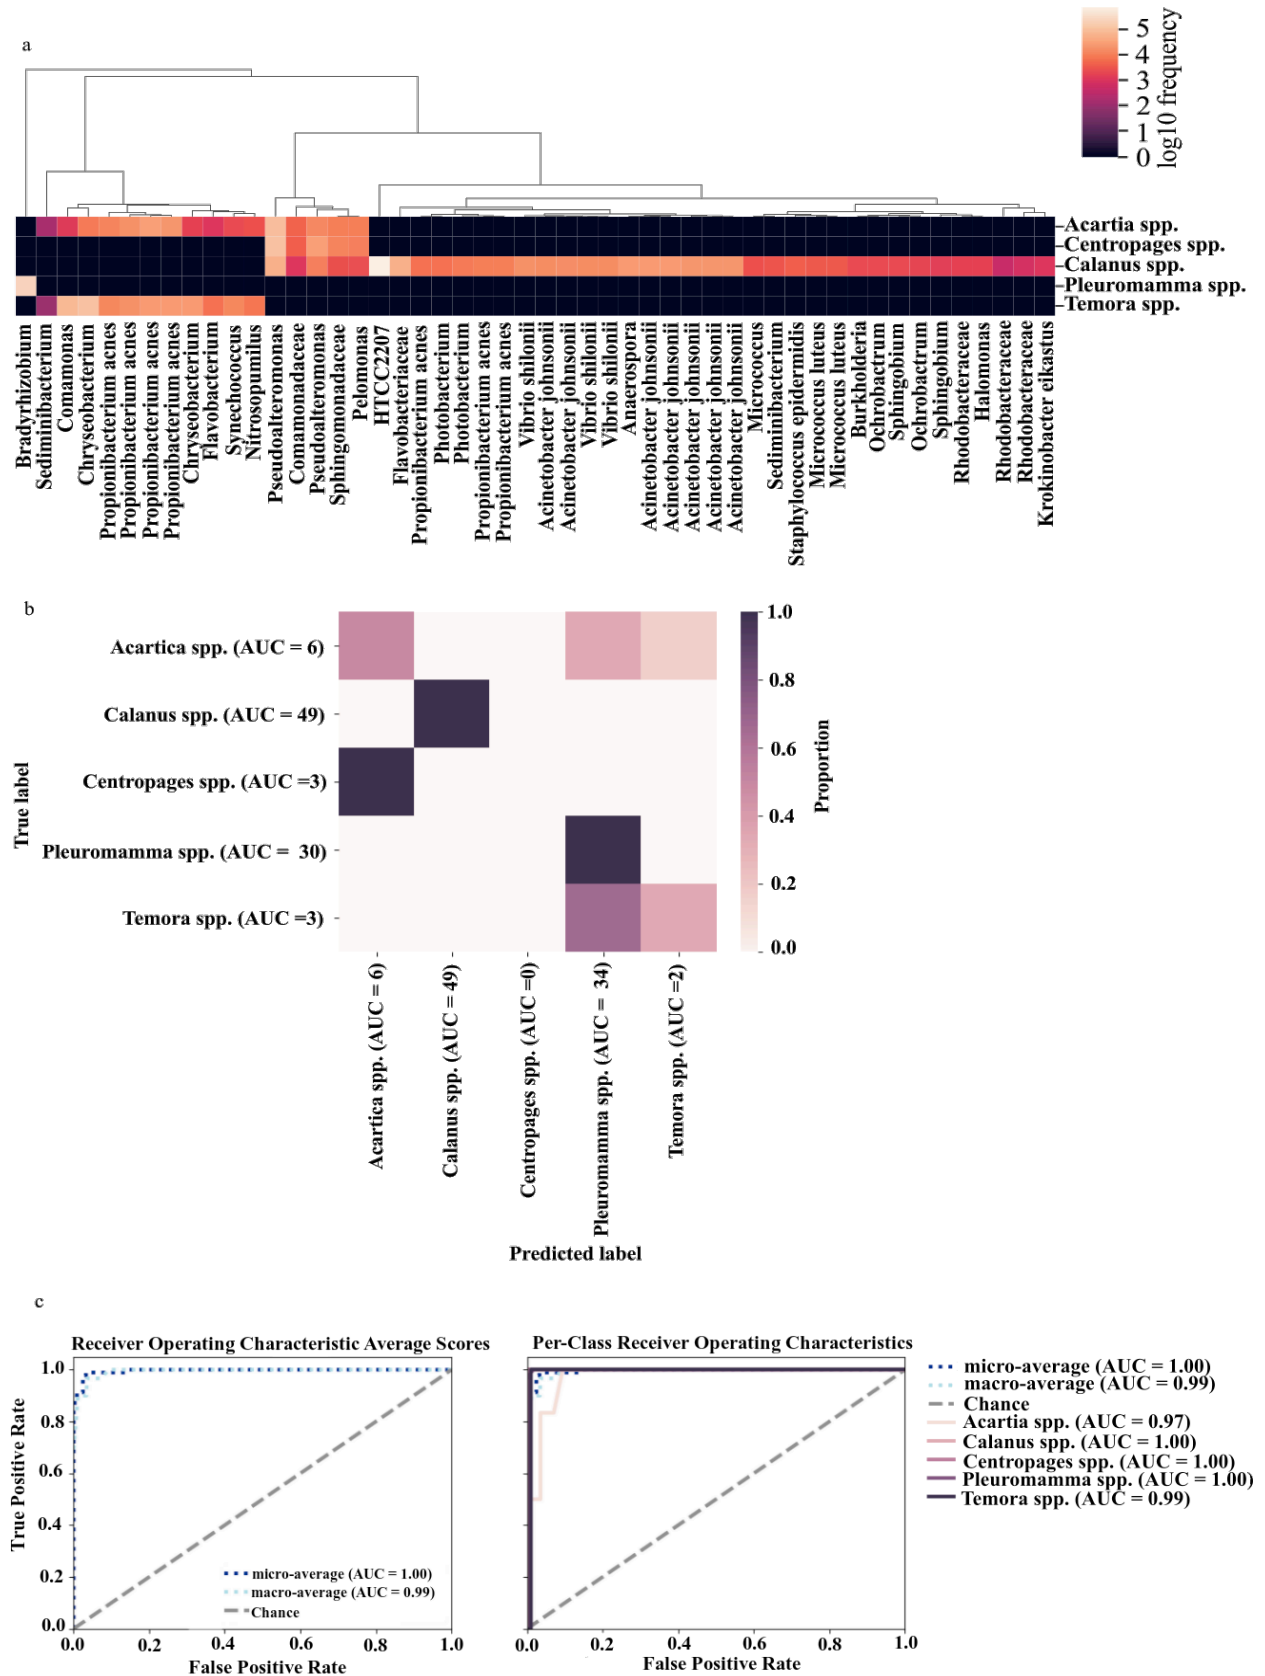 a
5
4
3
2
1
0
log10 frequency
Acartia spp.
Centropages spp.
Calanus spp.
Pleuromamma spp.
Temora spp.
Bradyrhizobium
Sediminibacterium
Comamonas
Chryseobacterium
Propionibacterium acnes
Propionibacterium acnes
Propionibacterium acnes
Propionibacterium acnes
Chryseobacterium
Flavobacterium
Synechococcus
Nitrosopumilus
Pseudoalteromonas
Comamonadaceae
Pseudoalteromonas
Sphingomonadaceae
Pelomonas
HTCC2207
Flavobacteriaceae
Propionibacterium acnes
Photobacterium
Photobacterium
Propionibacterium acnes
Propionibacterium acnes
Vibrio shilonii
Acinetobacter johnsonii
Acinetobacter johnsonii
Vibrio shilonii
Vibrio shilonii
Anaerospora
Acinetobacter johnsonii
Acinetobacter johnsonii
Acinetobacter johnsonii
Acinetobacter johnsonii
Acinetobacter johnsonii
Micrococcus
Sediminibacterium
Staphylococcus epidermidis
Micrococcus luteus
Micrococcus luteus
Burkholderia
Ochrobactrum
Sphingobium
Ochrobactrum
Sphingobium
Rhodobacteraceae
Halomonas
Rhodobacteraceae
Rhodobacteraceae
Krokinobacter eikastus
b
Acartica spp. (AUC = 6)
Calanus spp. (AUC = 49)
Centropages spp. (AUC =3)
Pleuromamma spp. (AUC = 30)
Temora spp. (AUC =3)
True label
1.0
0.8
0.6
0.4
0.2
0.0
Proportion
Acartica spp. (AUC = 6)
Calanus spp. (AUC = 49)
Centropages spp. (AUC =0)
Pleuromamma spp. (AUC = 34)
Temora spp. (AUC =2)
Predicted label
c
Receiver Operating Characteristic Average Scores
True Positive Rate
1.0
0.8
0.6
0.4
0.2
0.0
micro-average (AUC = 1.00)
macro-average (AUC = 0.99)
Chance
0.0 0.2 0.4 0.6 0.8 1.0
False Positive Rate
Per-Class Receiver Operating Characteristics
0.0 0.2 0.4 0.6 0.8 1.0
False Positive Rate
micro-average (AUC = 1.00)
macro-average (AUC = 0.99)
Chance
Acartia spp. (AUC = 0.97)
Calanus spp. (AUC = 1.00)
Centropages spp. (AUC = 1.00)
Pleuromamma spp. (AUC = 1.00)
Temora spp. (AUC = 0.99)